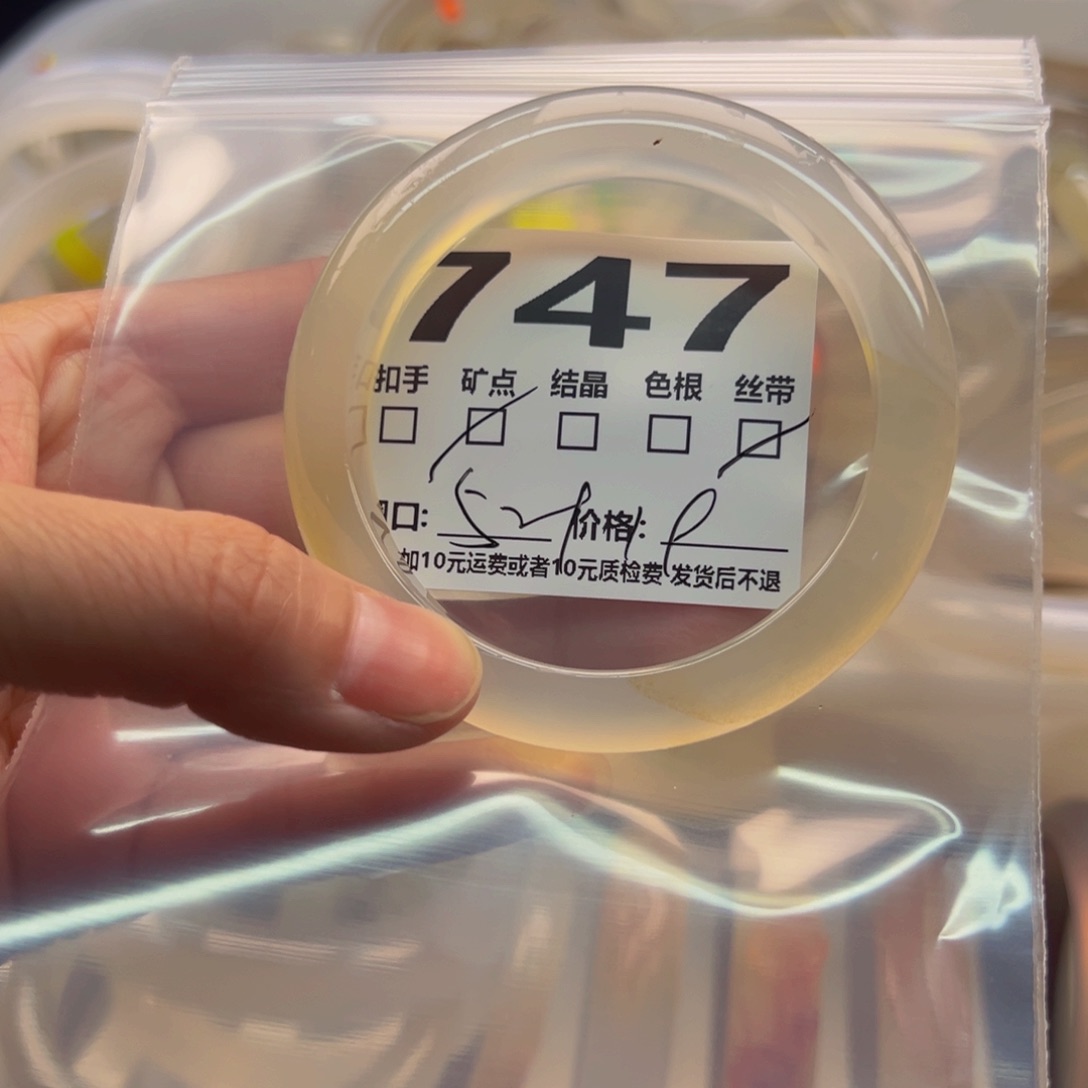 747
扣手 矿点 结晶 色根 丝带
口: 价格:
加10元运费或者10元质检费 发货后不退